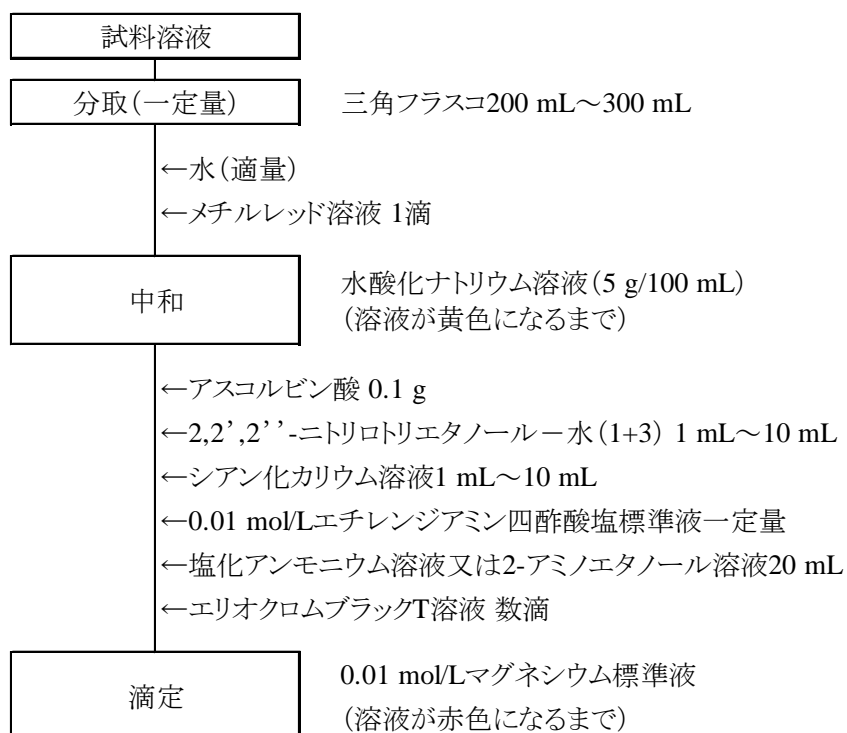 試料溶液
分取(一定量) 三角フラスコ200 mL～300 mL
←水(適量)
←メチルレッド溶液 1滴
中和
水酸化ナトリウム溶液(5 g/100 mL)
(溶液が黄色になるまで)
←アスコルビン酸 0.1 g
←2,2’,2’’-ニトリロトリエタノール－水(1+3) 1 mL～10 mL
←シアン化カリウム溶液1 mL～10 mL
←0.01 mol/Lエチレンジアミン四酢酸塩標準液一定量
←塩化アンモニウム溶液又は2-アミノエタノール溶液20 mL
←エリオクロムブラックT溶液 数滴
滴定
0.01 mol/Lマグネシウム標準液
(溶液が赤色になるまで)